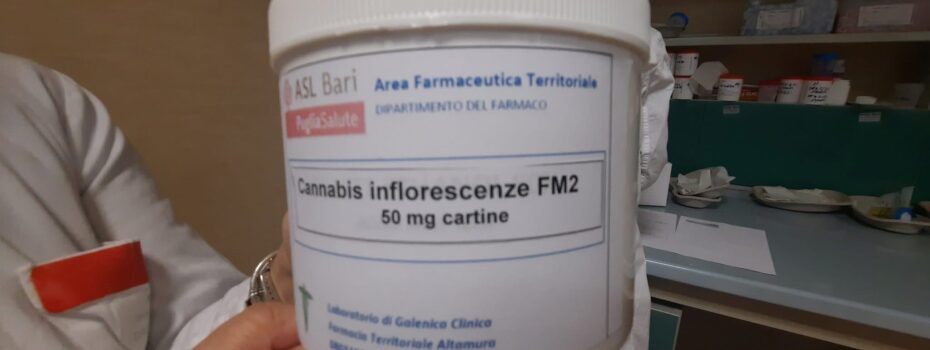 ASL Bari
PugliaSalute
Area Farmaceutica Territoriale
DIPARTIMENTO DEL FARMACO
Cannabis inflorescenze FM2
50 mg cartine
Laboratorio di Galenica Clinica
Farmacia Territoriale Altamura